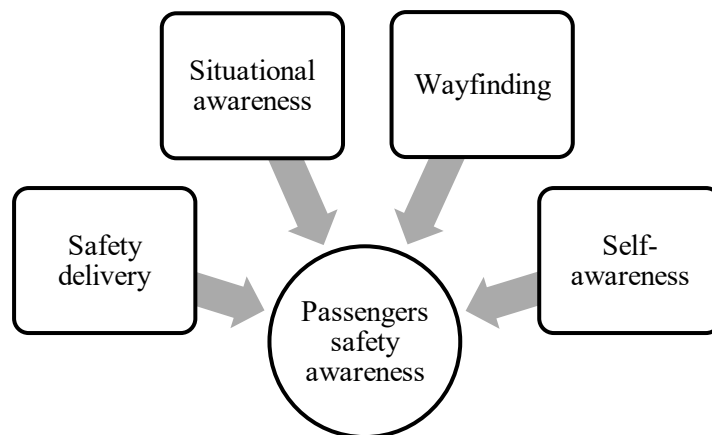 Situational
awareness
Wayfinding
Safety
delivery
Self-
awareness
Passengers
safety
awareness